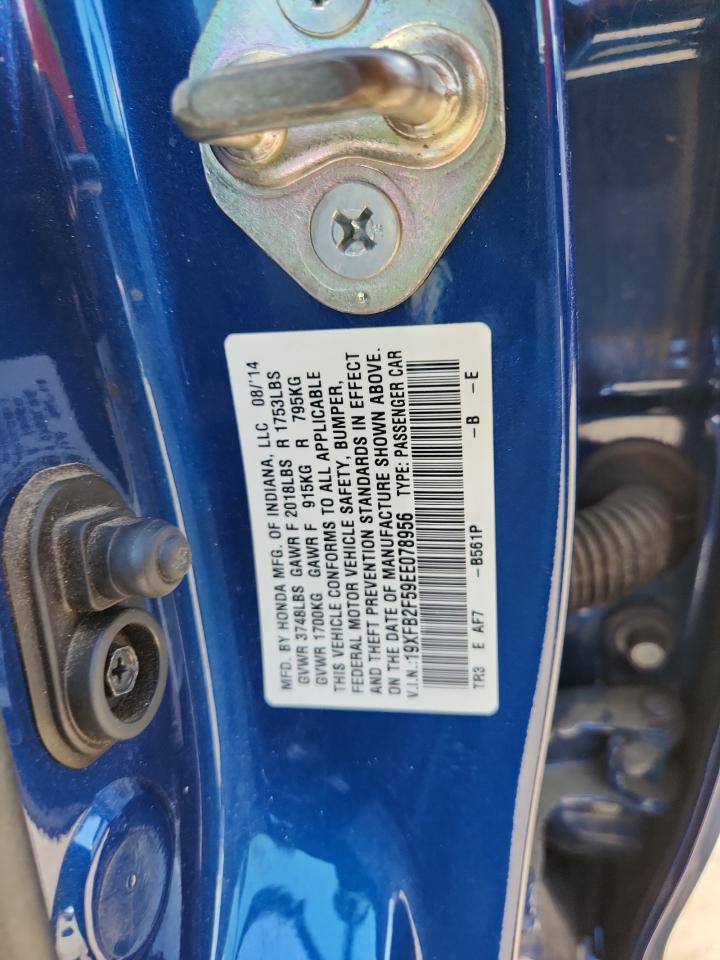 MFD. BY HONDA MFG. OF INDIANA, LLC 08/'14
GVWR 3748LBS GAWR F 2018LBS R 1753LBS
GVWR 1700KG GAWR F 915KG R 795KG
THIS VEHICLE CONFORMS TO ALL APPLICABLE
FEDERAL MOTOR VEHICLE SAFETY, BUMPER,
AND THEFT PREVENTION STANDARDS IN EFFECT
ON THE DATE OF MANUFACTURE SHOWN ABOVE.
V.I.N.:19XFB2F59EE078956 TYPE: PASSENGER CAR
TR3 E AF7 -B561P -B -E